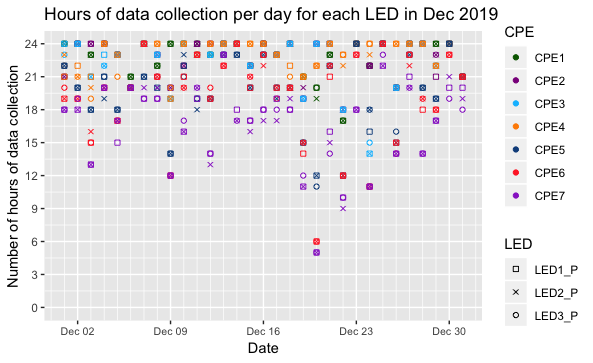 Hours of data collection per day for each LED in Dec 2019
Number of hours of data collection
24
21
18
15
12
9
6
3
0
Dec 02
Dec 09
Dec 16
Dec 23
Dec 30
Date
CPE
CPE1
CPE2
CPE3
CPE4
CPE5
CPE6
CPE7
LED
LED1_P
LED2_P
LED3_P